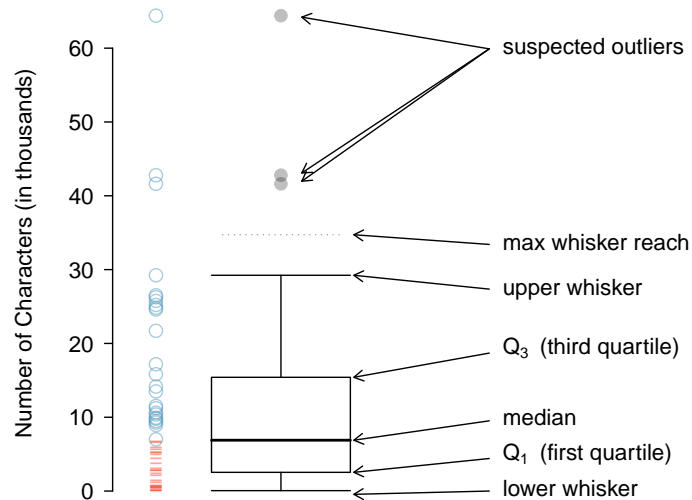 Number of Characters (in thousands)
60
50
40
30
20
10
0
suspected outliers
max whisker reach
upper whisker
Q₃ (third quartile)
median
Q₁ (first quartile)
lower whisker